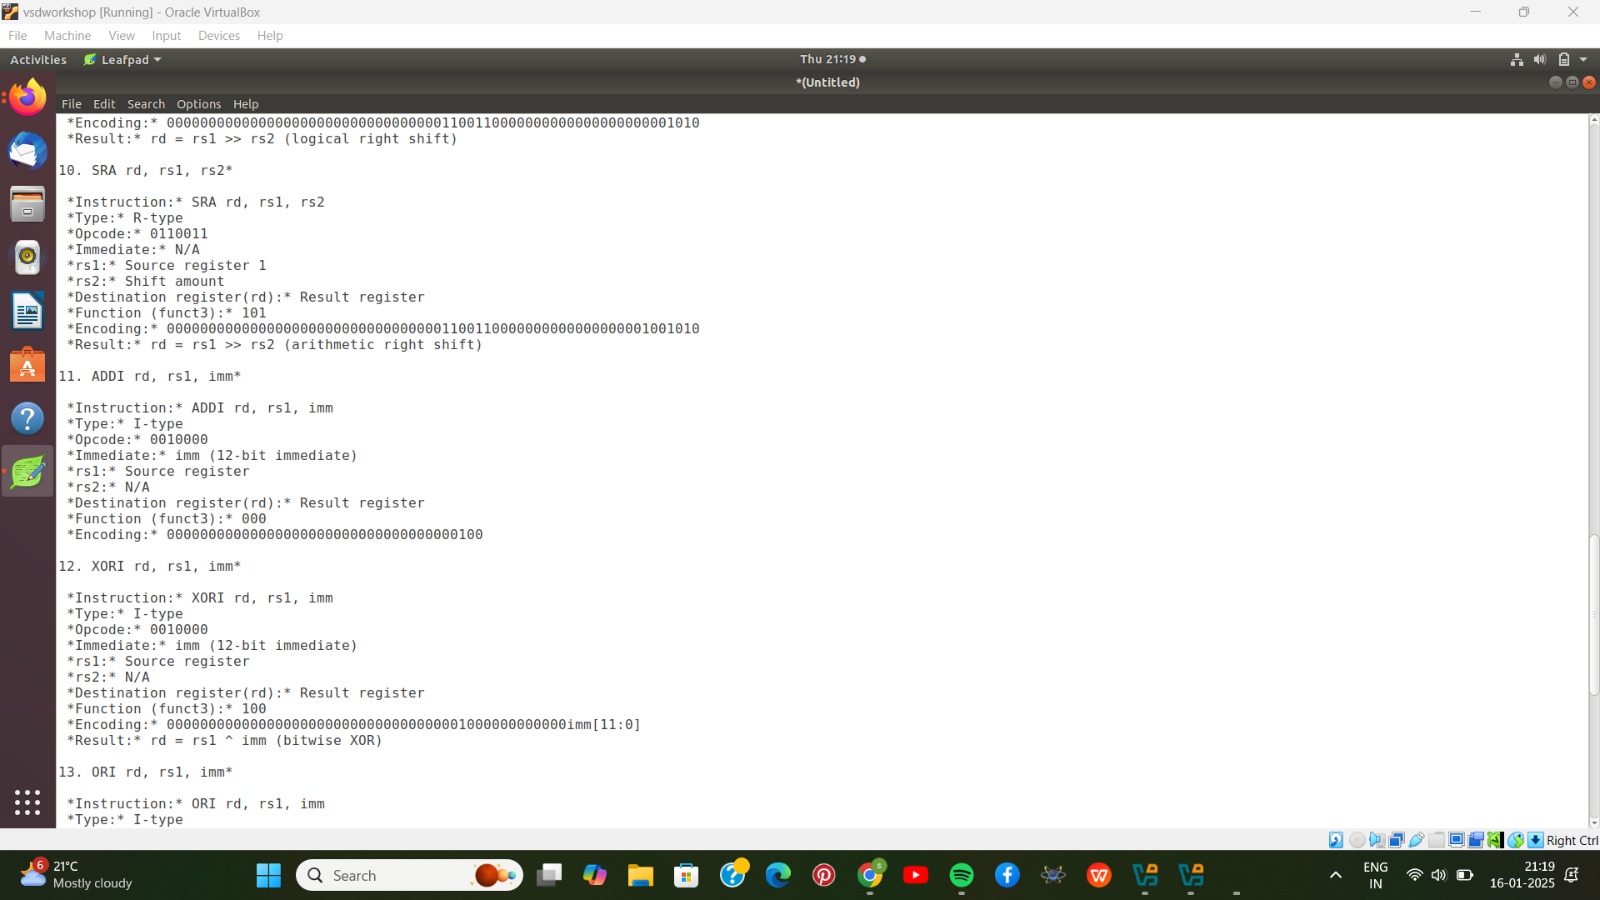 vsdworkshop [Running] - Oracle VirtualBox
File Machine View Input Devices Help
Activities Leafpad Thu 21:19
*(Untitled)
File Edit Search Options Help
*Result:* rd = rs1 >> rs2 (logical right shift)
10. SRA rd, rs1, rs2*
*Instruction:* SRA rd, rs1, rs2
*Type:* R-type
*Opcode:* 0110011
*Immediate:* N/A
*rs1:* Source register 1
*rs2:* Shift amount
*Destination register(rd):* Result register
*Function (funct3):* 101
*Encoding:*
*Result:* rd = rs1 >> rs2 (arithmetic right shift)
11. ADDI rd, rs1, imm*
*Instruction:* ADDI rd, rs1, imm
*Type:* I-type
*Opcode:* 0010000
*Immediate:* imm (12-bit immediate)
*rs1:* Source register
*rs2:* N/A
*Destination register(rd):* Result register
*Function (funct3):* 000
*Encoding:*
12. XORI rd, rs1, imm*
*Instruction:* XORI rd, rs1, imm
*Type:* I-type
*Opcode:* 0010000
*Immediate:* imm (12-bit immediate)
*rs1:* Source register
*rs2:* N/A
*Destination register(rd):* Result register
*Function (funct3):* 100
*Encoding:*
*Result:* rd = rs1 ^ imm (bitwise XOR)
13. ORI rd, rs1, imm*
*Instruction:* ORI rd, rs1, imm
*Type:* I-type
Right Ctrl
6 21°C
Mostly cloudy
Search
ENG
IN
21:19
16-01-2025